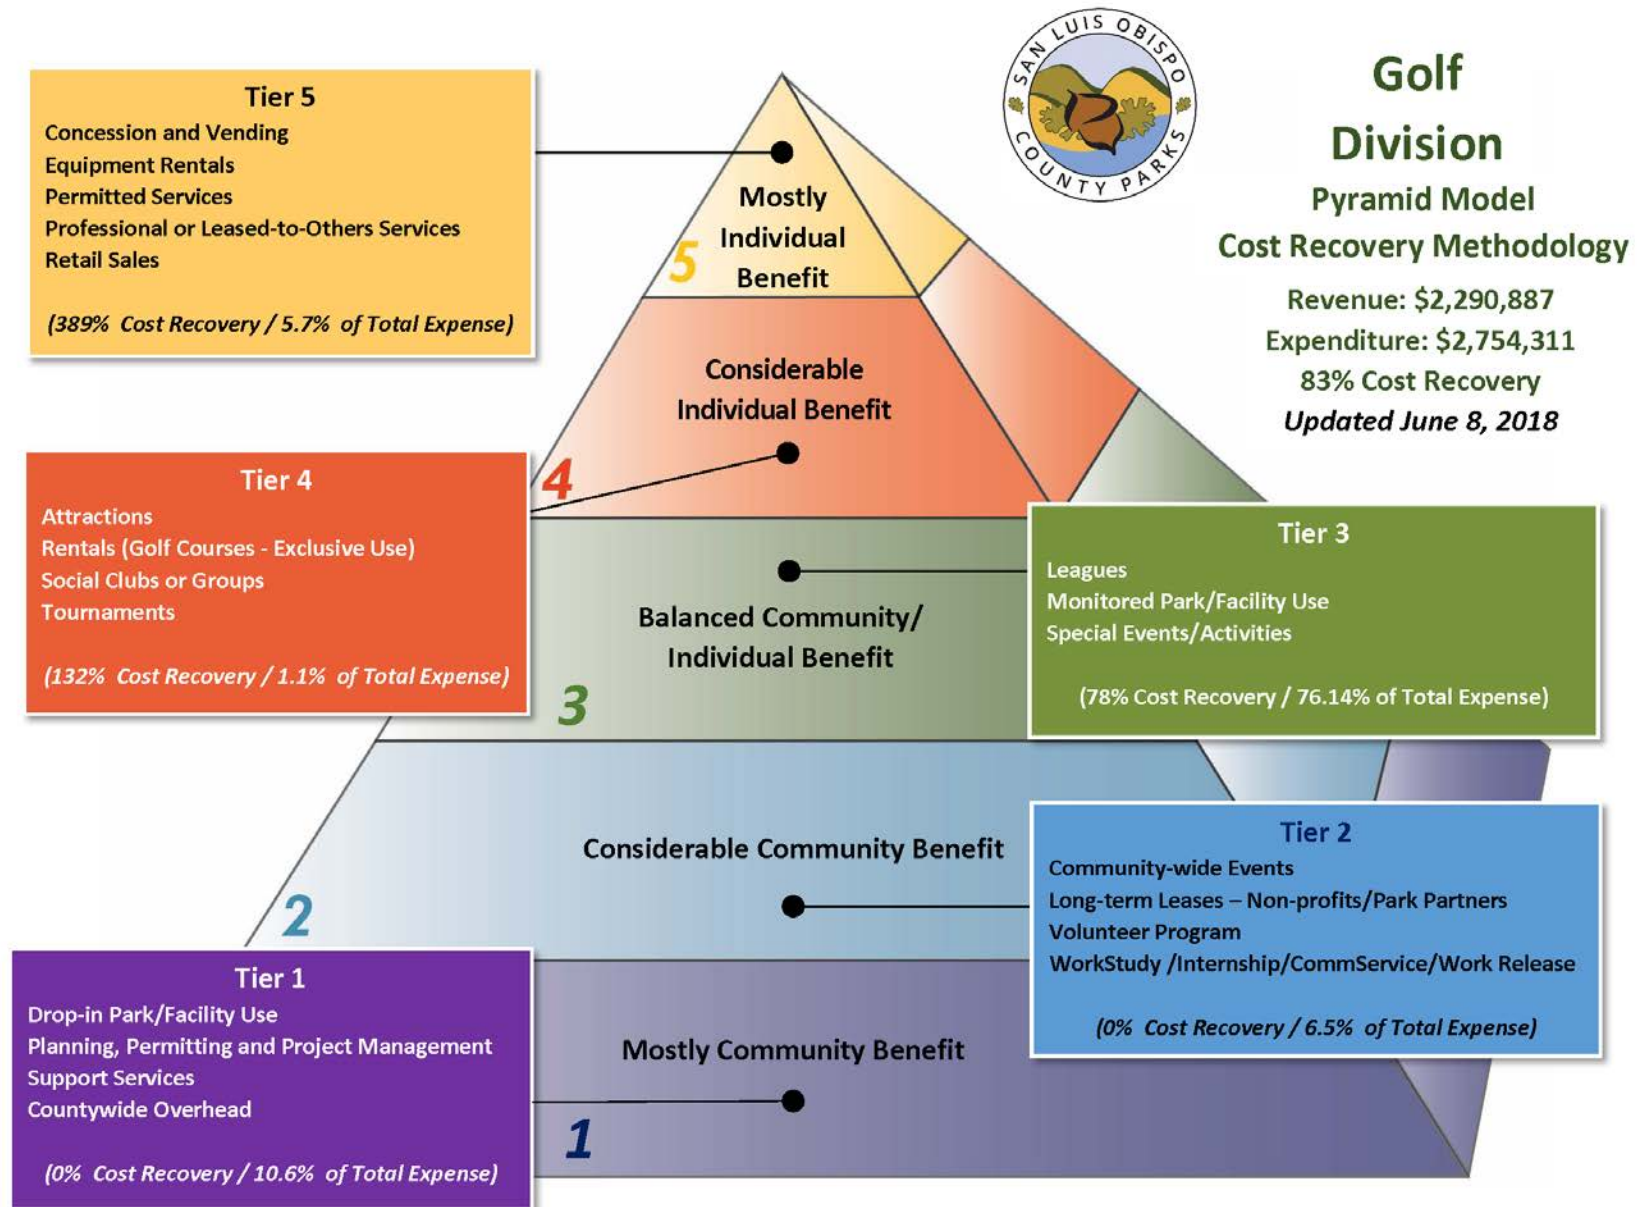 SAN LUIS OBISPO
COUNTY PARKS
Golf
Division
Pyramid Model
Cost Recovery Methodology
Revenue: $2,290,887
Expenditure: $2,754,311
83% Cost Recovery
Updated June 8, 2018
Tier 5
Concession and Vending
Equipment Rentals
Permitted Services
Professional or Leased-to-Others Services
Retail Sales
(389% Cost Recovery / 5.7% of Total Expense)
Mostly
Individual
Benefit
5
Considerable
Individual Benefit
4
Tier 4
Attractions
Rentals (Golf Courses - Exclusive Use)
Social Clubs or Groups
Tournaments
(132% Cost Recovery / 1.1% of Total Expense)
Balanced Community/
Individual Benefit
3
Tier 3
Leagues
Monitored Park/Facility Use
Special Events/Activities
(78% Cost Recovery / 76.14% of Total Expense)
Considerable Community Benefit
2
Tier 2
Community-wide Events
Long-term Leases – Non-profits/Park Partners
Volunteer Program
WorkStudy /Internship/CommService/Work Release
(0% Cost Recovery / 6.5% of Total Expense)
Tier 1
Drop-in Park/Facility Use
Planning, Permitting and Project Management
Support Services
Countywide Overhead
(0% Cost Recovery / 10.6% of Total Expense)
Mostly Community Benefit
1